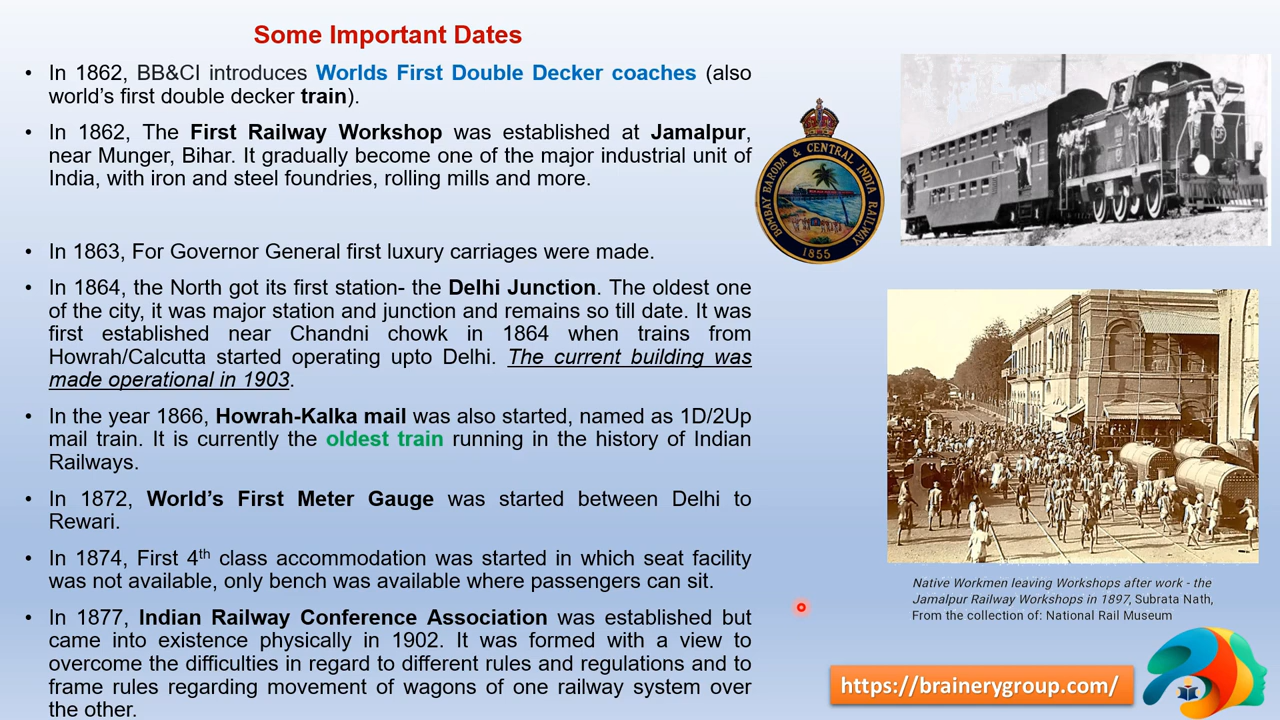 Some Important Dates
• In 1862, BB&CI introduces Worlds First Double Decker coaches (also
world's first double decker train).
• In 1862, The First Railway Workshop was established at Jamalpur,
near Munger, Bihar. It gradually become one of the major industrial unit of
India, with iron and steel foundries, rolling mills and more.
• In 1863, For Governor General first luxury carriages were made.
• In 1864, the North got its first station- the Delhi Junction. The oldest one
of the city, it was major station and junction and remains so till date. It was
first established near Chandni chowk in 1864 when trains from
Howrah/Calcutta started operating upto Delhi. The current building was
made operational in 1903.
• In the year 1866, Howrah-Kalka mail was also started, named as 1D/2Up
mail train. It is currently the oldest train running in the history of Indian
Railways.
• In 1872, World's First Meter Gauge was started between Delhi to
Rewari.
• In 1874, First 4th class accommodation was started in which seat facility
was not available, only bench was available where passengers can sit.
• In 1877, Indian Railway Conference Association was established but
came into existence physically in 1902. It was formed with a view to
overcome the difficulties in regard to different rules and regulations and to
frame rules regarding movement of wagons of one railway system over
the other.
BOMBAY BARODA & CENTRAL INDIA RAILWAY
1855
Native Workmen leaving Workshops after work - the
Jamalpur Railway Workshops in 1897, Subrata Nath,
From the collection of: National Rail Museum
https://brainerygroup.com/